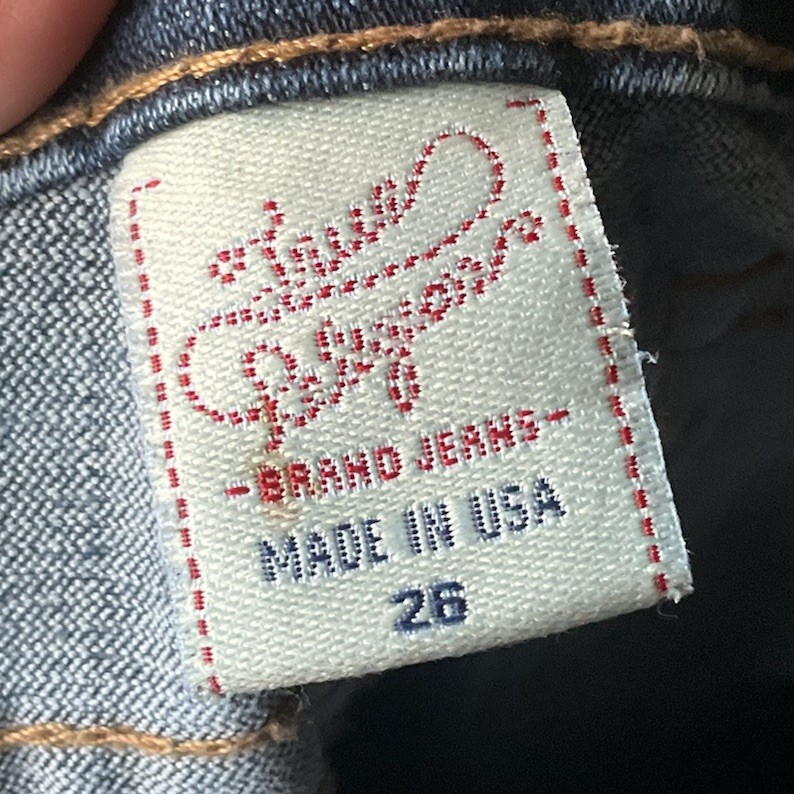 True
Religion
-BRAND JEANS-
MADE IN USA
26